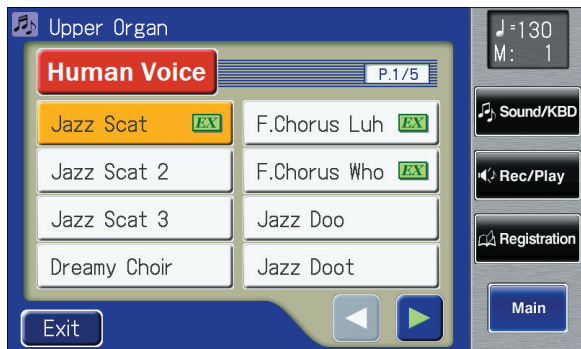 Upper Organ
Human Voice
P.1/5
Jazz Scat EX
F.Chorus Luh EX
Jazz Scat 2
F.Chorus Who EX
Jazz Scat 3
Jazz Doo
Dreamy Choir
Jazz Doot
Exit
♩=130
M: 1
Sound/KBD
Rec/Play
Registration
Main